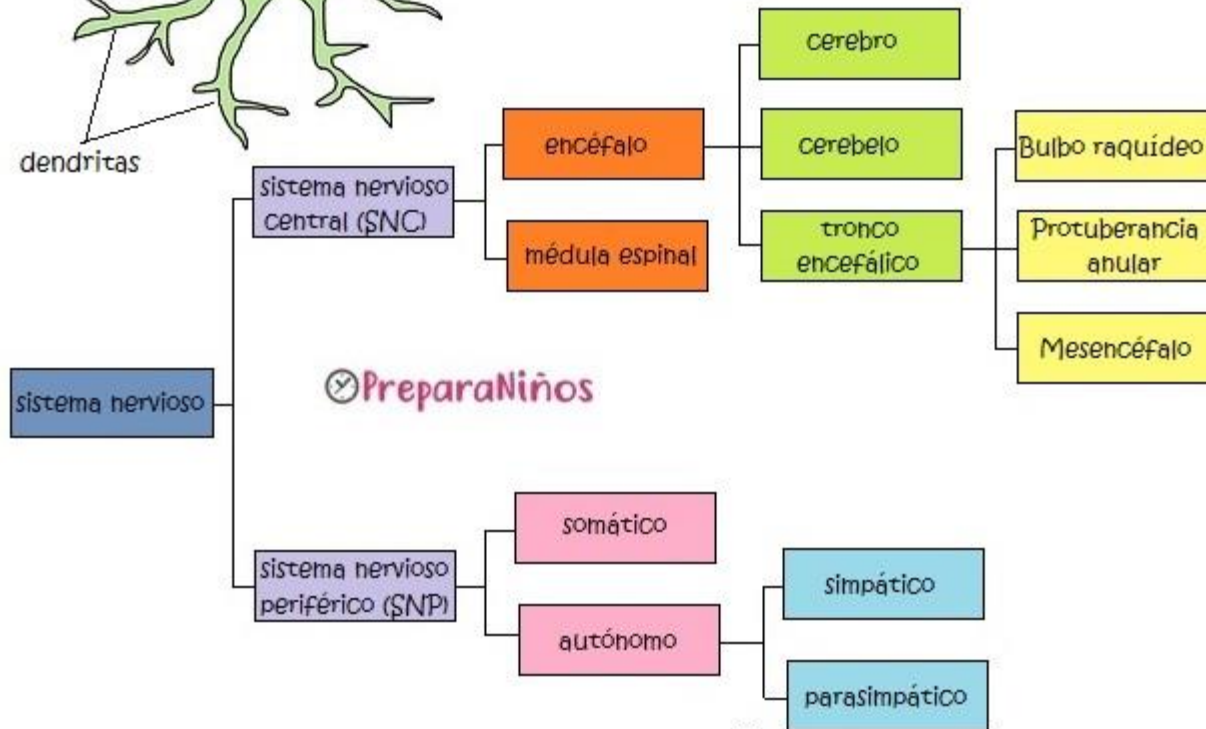 dendritas
sistema nervioso
sistema nervioso
central (SNC)
encéfalo
médula espinal
cerebro
cerebelo
tronco
encefálico
Bulbo raquídeo
Protuberancia
anular
Mesencéfalo
PreparaNiños
sistema nervioso
periférico (SNP)
somático
autónomo
simpático
parasimpático